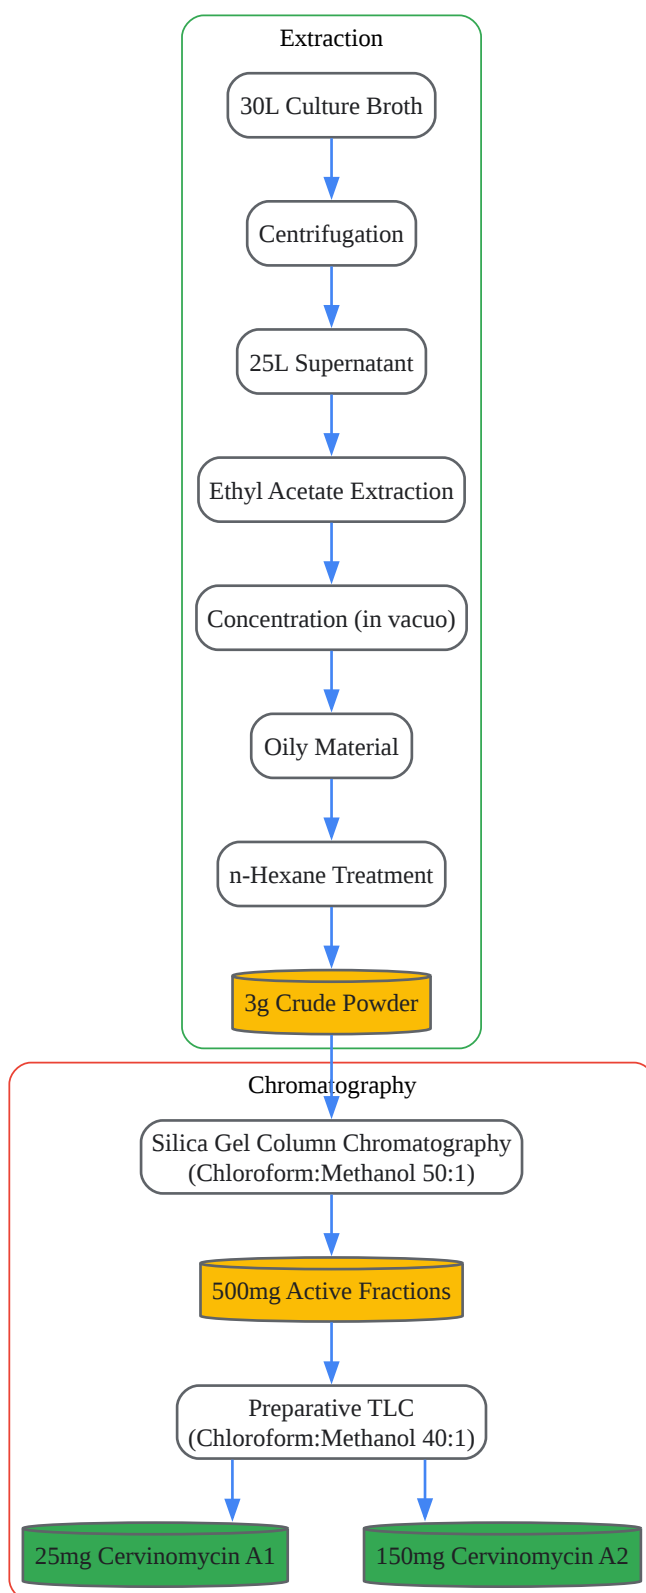 Extraction
30L Culture Broth
Centrifugation
25L Supernatant
Ethyl Acetate Extraction
Concentration (in vacuo)
Oily Material
n-Hexane Treatment
3g Crude Powder
Chromatography
Silica Gel Column Chromatography
(Chloroform:Methanol 50:1)
500mg Active Fractions
Preparative TLC
(Chloroform:Methanol 40:1)
25mg Cervinomycin A1
150mg Cervinomycin A2